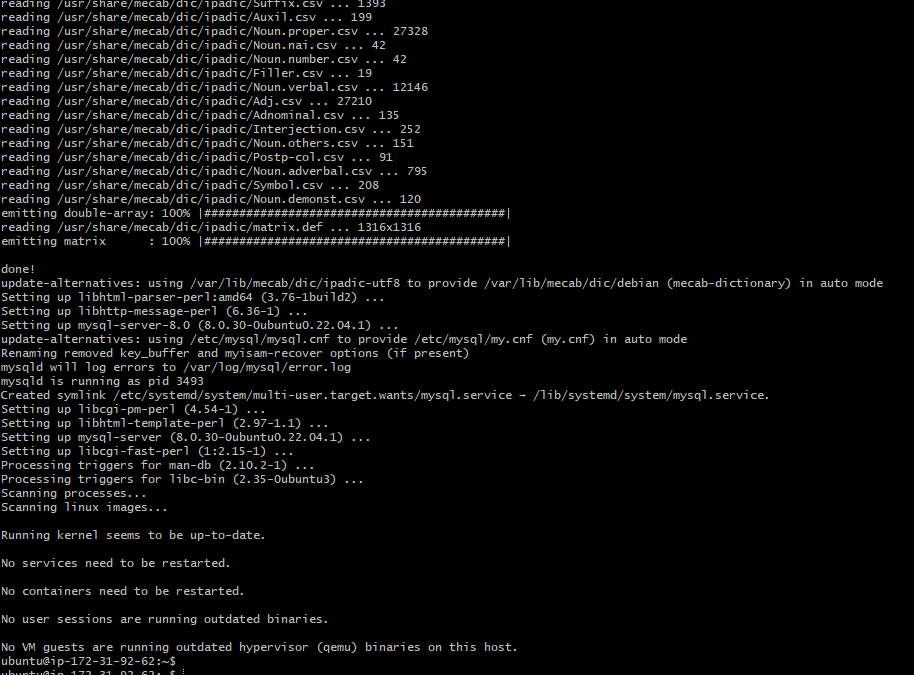 reading /usr/share/mecab/dic/ipadic/Suffix.csv ... 1393
reading /usr/share/mecab/dic/ipadic/Auxil.csv ... 199
reading /usr/share/mecab/dic/ipadic/Noun.proper.csv ... 27328
reading /usr/share/mecab/dic/ipadic/Noun.nai.csv ... 42
reading /usr/share/mecab/dic/ipadic/Noun.number.csv ... 42
reading /usr/share/mecab/dic/ipadic/Filler.csv ... 19
reading /usr/share/mecab/dic/ipadic/Noun.verbal.csv ... 12146
reading /usr/share/mecab/dic/ipadic/Adj.csv ... 27210
reading /usr/share/mecab/dic/ipadic/Adnominal.csv ... 135
reading /usr/share/mecab/dic/ipadic/Interjection.csv ... 252
reading /usr/share/mecab/dic/ipadic/Noun.others.csv ... 151
reading /usr/share/mecab/dic/ipadic/Postp-col.csv ... 91
reading /usr/share/mecab/dic/ipadic/Noun.adverbal.csv ... 795
reading /usr/share/mecab/dic/ipadic/Symbol.csv ... 208
reading /usr/share/mecab/dic/ipadic/Noun.demonst.csv ... 120
emitting double-array: 100% |###########################################|
reading /usr/share/mecab/dic/ipadic/matrix.def ... 1316x1316
emitting matrix      : 100% |###########################################|
done!
update-alternatives: using /var/lib/mecab/dic/ipadic-utf8 to provide /var/lib/mecab/dic/debian (mecab-dictionary) in auto mode
Setting up libhtml-parser-perl:amd64 (3.76-1build2) ...
Setting up libhttp-message-perl (6.36-1) ...
Setting up mysql-server-8.0 (8.0.30-0ubuntu0.22.04.1) ...
update-alternatives: using /etc/mysql/mysql.cnf to provide /etc/mysql/my.cnf (my.cnf) in auto mode
Renaming removed key_buffer and myisam-recover options (if present)
mysqld will log errors to /var/log/mysql/error.log
mysqld is running as pid 3493
Created symlink /etc/systemd/system/multi-user.target.wants/mysql.service → /lib/systemd/system/mysql.service.
Setting up libcgi-pm-perl (4.54-1) ...
Setting up libhtml-template-perl (2.97-1.1) ...
Setting up mysql-server (8.0.30-0ubuntu0.22.04.1) ...
Setting up libcgi-fast-perl (1:2.15-1) ...
Processing triggers for man-db (2.10.2-1) ...
Processing triggers for libc-bin (2.35-0ubuntu3) ...
Scanning processes...
Scanning linux images...
Running kernel seems to be up-to-date.
No services need to be restarted.
No containers need to be restarted.
No user sessions are running outdated binaries.
No VM guests are running outdated hypervisor (qemu) binaries on this host.
ubuntu@ip-172-31-92-62:~$
ubuntu@ip-172-31-92-62:~$